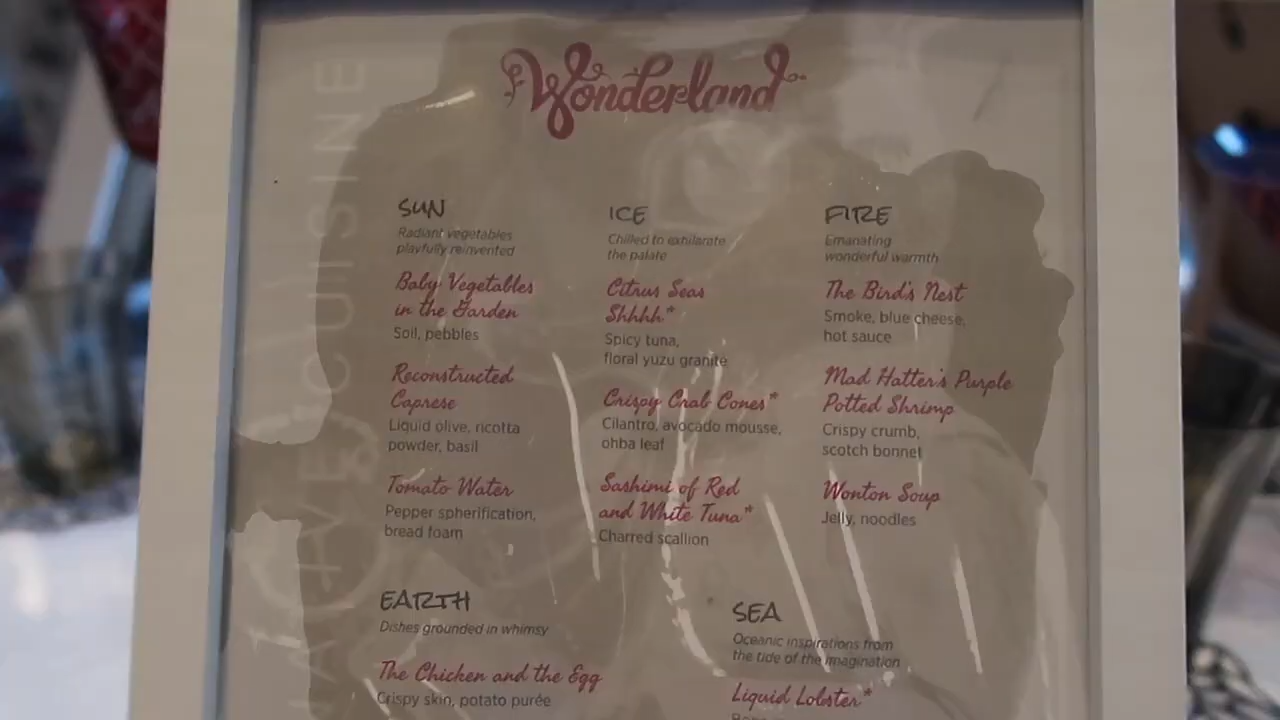 Wonderland
CUISINE
SUN
Radiant vegetables
playfully reinvented
Baby Vegetables
in the Garden
Soil, pebbles
Reconstructed
Caprese
Liquid olive, ricotta
powder, basil
Tomato Water
Pepper spherification,
bread foam
ICE
Chilled to exhilarate
the palate
Citrus Seas
Shhhh*
Spicy tuna,
floral yuzu granite
Crispy Crab Cones*
Cilantro, avocado mousse,
ohba leaf
Sashimi of Red
and White Tuna*
Charred scallion
FIRE
Emanating
wonderful warmth
The Bird's Nest
Smoke, blue cheese,
hot sauce
Mad Hatter's Purple
Potted Shrimp
Crispy crumb,
scotch bonnet
Wonton Soup
Jelly, noodles
EARTH
Dishes grounded in whimsy
The Chicken and the Egg
Crispy skin, potato purée
SEA
Oceanic inspirations from
the tide of the imagination
Liquid Lobster*